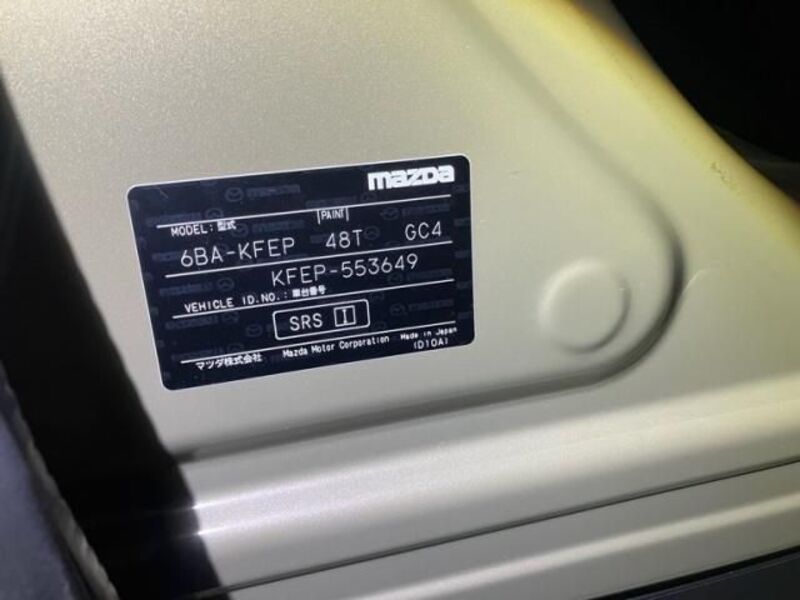 mazda
MODEL: 型式 PAINT
6BA-KFEP 48T GC4
KFEP-553649
VEHICLE ID.NO.: 車台番号
SRS I
マツダ株式会社 Mazda Motor Corporation Made in Japan
(D10A)